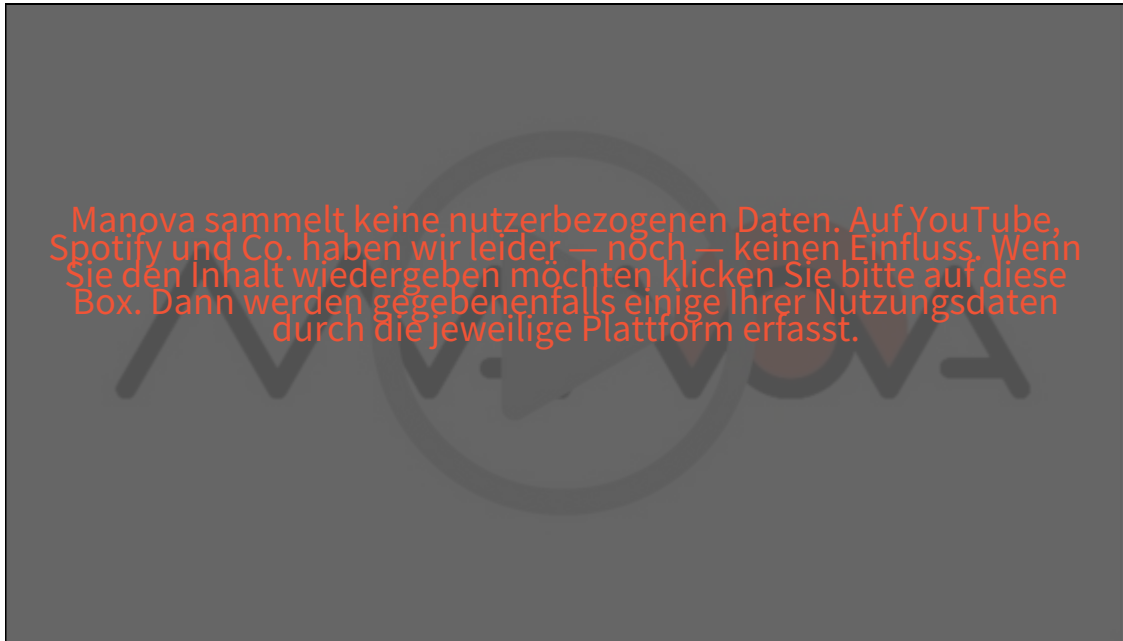 Manova sammelt keine nutzerbezogenen Daten. Auf YouTube,
Spotify und Co. haben wir leider — noch — keinen Einfluss. Wenn
Sie den Inhalt wiedergeben möchten klicken Sie bitte auf diese
Box. Dann werden gegebenenfalls einige Ihrer Nutzungsdaten
durch die jeweilige Plattform erfasst.
MANOVA